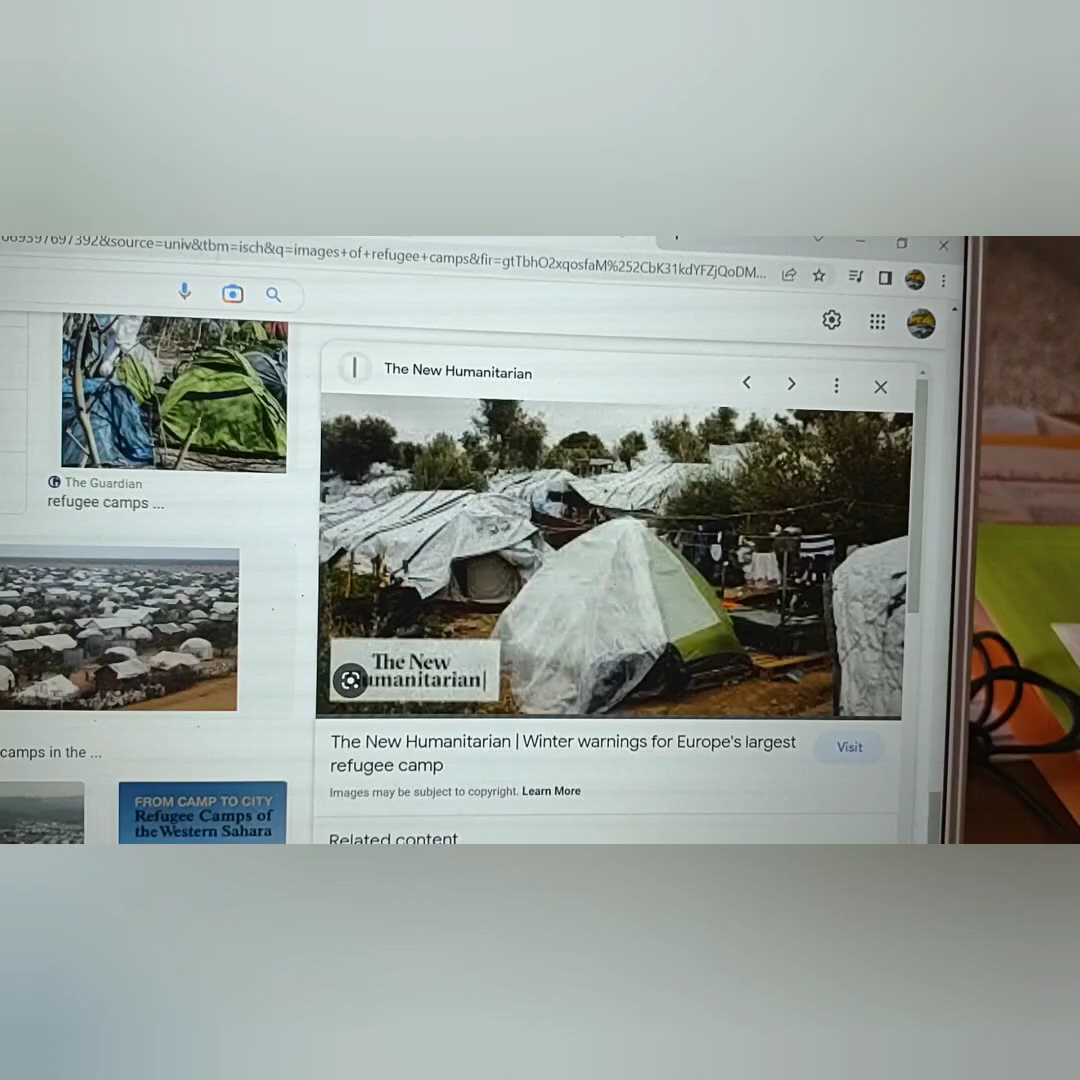 source=univ&tbm=isch&q=images+of+refugee+camps&fir=gtTbhO2xqosfaM%252CbK31kdYFZjQoDM...
The New Humanitarian
The Guardian
refugee camps ...
The New
umanitarian|
The New Humanitarian | Winter warnings for Europe's largest
refugee camp
Visit
Images may be subject to copyright. Learn More
camps in the ...
FROM CAMP TO CITY
Refugee Camps of
the Western Sahara
Related content